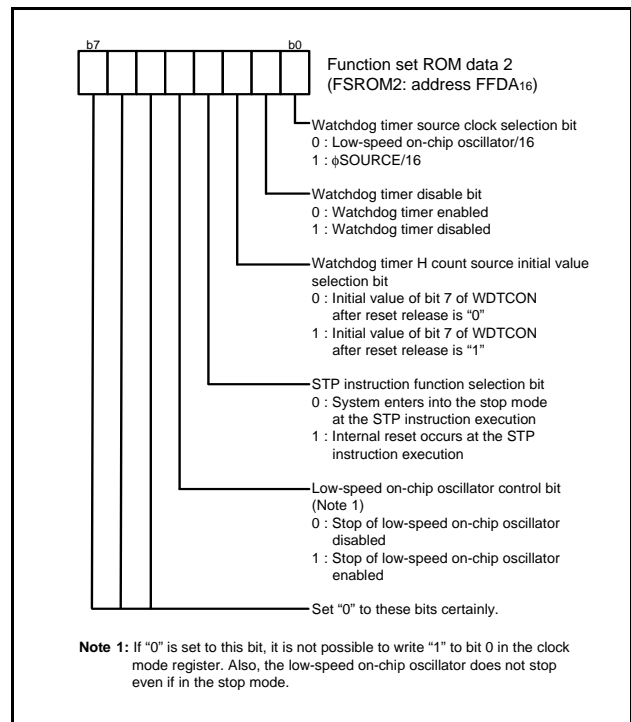 b7 b0
Function set ROM data 2
(FSROM2: address FFDA16)
Watchdog timer source clock selection bit
0 : Low-speed on-chip oscillator/16
1 : ϕSOURCE/16
Watchdog timer disable bit
0 : Watchdog timer enabled
1 : Watchdog timer disabled
Watchdog timer H count source initial value
selection bit
0 : Initial value of bit 7 of WDTCON
after reset release is “0”
1 : Initial value of bit 7 of WDTCON
after reset release is “1”
STP instruction function selection bit
0 : System enters into the stop mode
at the STP instruction execution
1 : Internal reset occurs at the STP
instruction execution
Low-speed on-chip oscillator control bit
(Note 1)
0 : Stop of low-speed on-chip oscillator
disabled
1 : Stop of low-speed on-chip oscillator
enabled
Set “0” to these bits certainly.
Note 1: If “0” is set to this bit, it is not possible to write “1” to bit 0 in the clock
mode register. Also, the low-speed on-chip oscillator does not stop
even if in the stop mode.